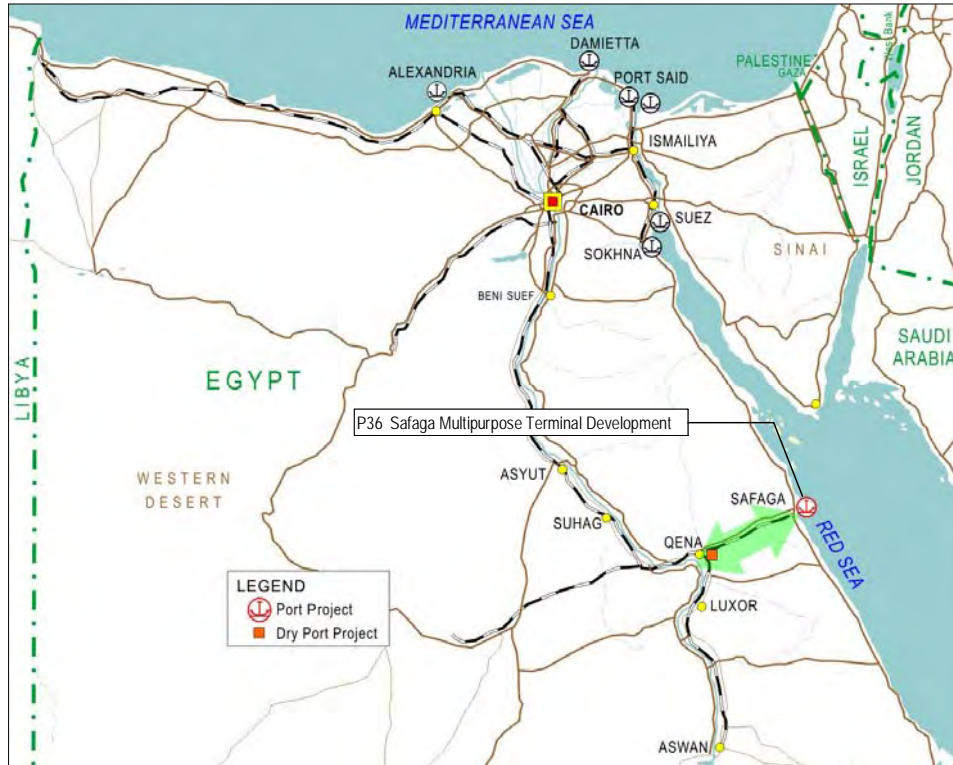 MEDITERRANEAN SEA
DAMIETTA
ALEXANDRIA
PORT SAID
PALESTINE
GAZA
West Bank
ISMAILIYA
ISRAEL
JORDAN
CAIRO
SUEZ
SOKHNA
SINAI
BENI SUEF
SAUDI
ARABIA
LIBYA
EGYPT
P36 Safaga Multipurpose Terminal Development
WESTERN
DESERT
ASYUT
SAFAGA
SUHAG
RED SEA
QENA
LEGEND
Port Project
Dry Port Project
LUXOR
ASWAN